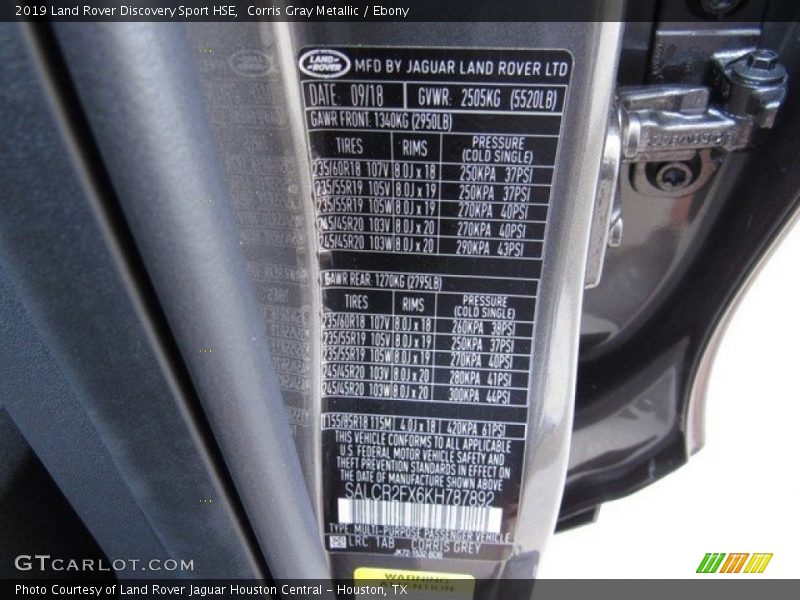 2019 Land Rover Discovery Sport HSE, Corris Gray Metallic / Ebony
LAND ROVER MFD BY JAGUAR LAND ROVER LTD
DATE: 09/18 GVWR: 2505KG (5520LB)
GAWR FRONT: 1340KG (2950LB)
TIRES RIMS PRESSURE (COLD SINGLE)
235/60R18 107V 8.0J x 18 250KPA 37PSI
235/55R19 105V 8.0J x 19 250KPA 37PSI
235/55R19 105W 8.0J x 19 270KPA 40PSI
245/45R20 103V 8.0J x 20 270KPA 40PSI
245/45R20 103W 8.0J x 20 290KPA 43PSI
GAWR REAR: 1270KG (2795LB)
TIRES RIMS PRESSURE (COLD SINGLE)
235/60R18 107V 8.0J x 18 260KPA 38PSI
235/55R19 105V 8.0J x 19 250KPA 37PSI
235/55R19 105W 8.0J x 19 270KPA 40PSI
245/45R20 103V 8.0J x 20 280KPA 41PSI
245/45R20 103W 8.0J x 20 300KPA 44PSI
T155/85R18 115M 4.0J x 18 420KPA 61PSI
THIS VEHICLE CONFORMS TO ALL APPLICABLE
U.S. FEDERAL MOTOR VEHICLE SAFETY AND
THEFT PREVENTION STANDARDS IN EFFECT ON
THE DATE OF MANUFACTURE SHOWN ABOVE
SALCR2FX6KH787892
TYPE: MULTI-PURPOSE PASSENGER VEHICLE
LRC: 1AB CORRIS GREY
WARNING
GTCARLOT.COM
Photo Courtesy of Land Rover Jaguar Houston Central - Houston, TX